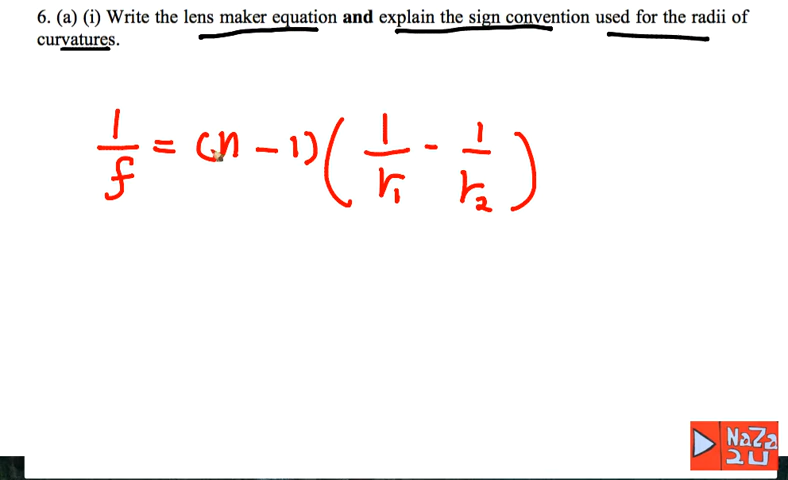 6. (a) (i) Write the lens maker equation and explain the sign convention used for the radii of
curvatures.
1/f = (n - 1)(1/r₁ - 1/r₂)
NaZa
2U